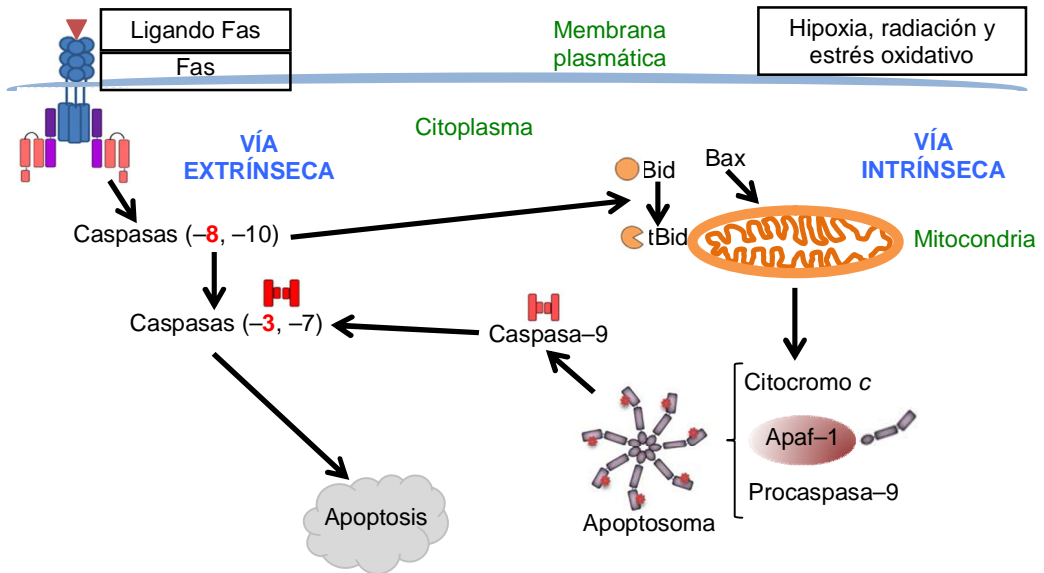 Ligando Fas
Fas
Membrana
plasmática
Hipoxia, radiación y
estrés oxidativo
Citoplasma
VÍA
EXTRÍNSECA
VÍA
INTRÍNSECA
Bid
Bax
tBid
Mitocondria
Caspasas (–8, –10)
Caspasas (–3, –7)
Caspasa–9
Citocromo c
Apaf–1
Procaspasa–9
Apoptosoma
Apoptosis